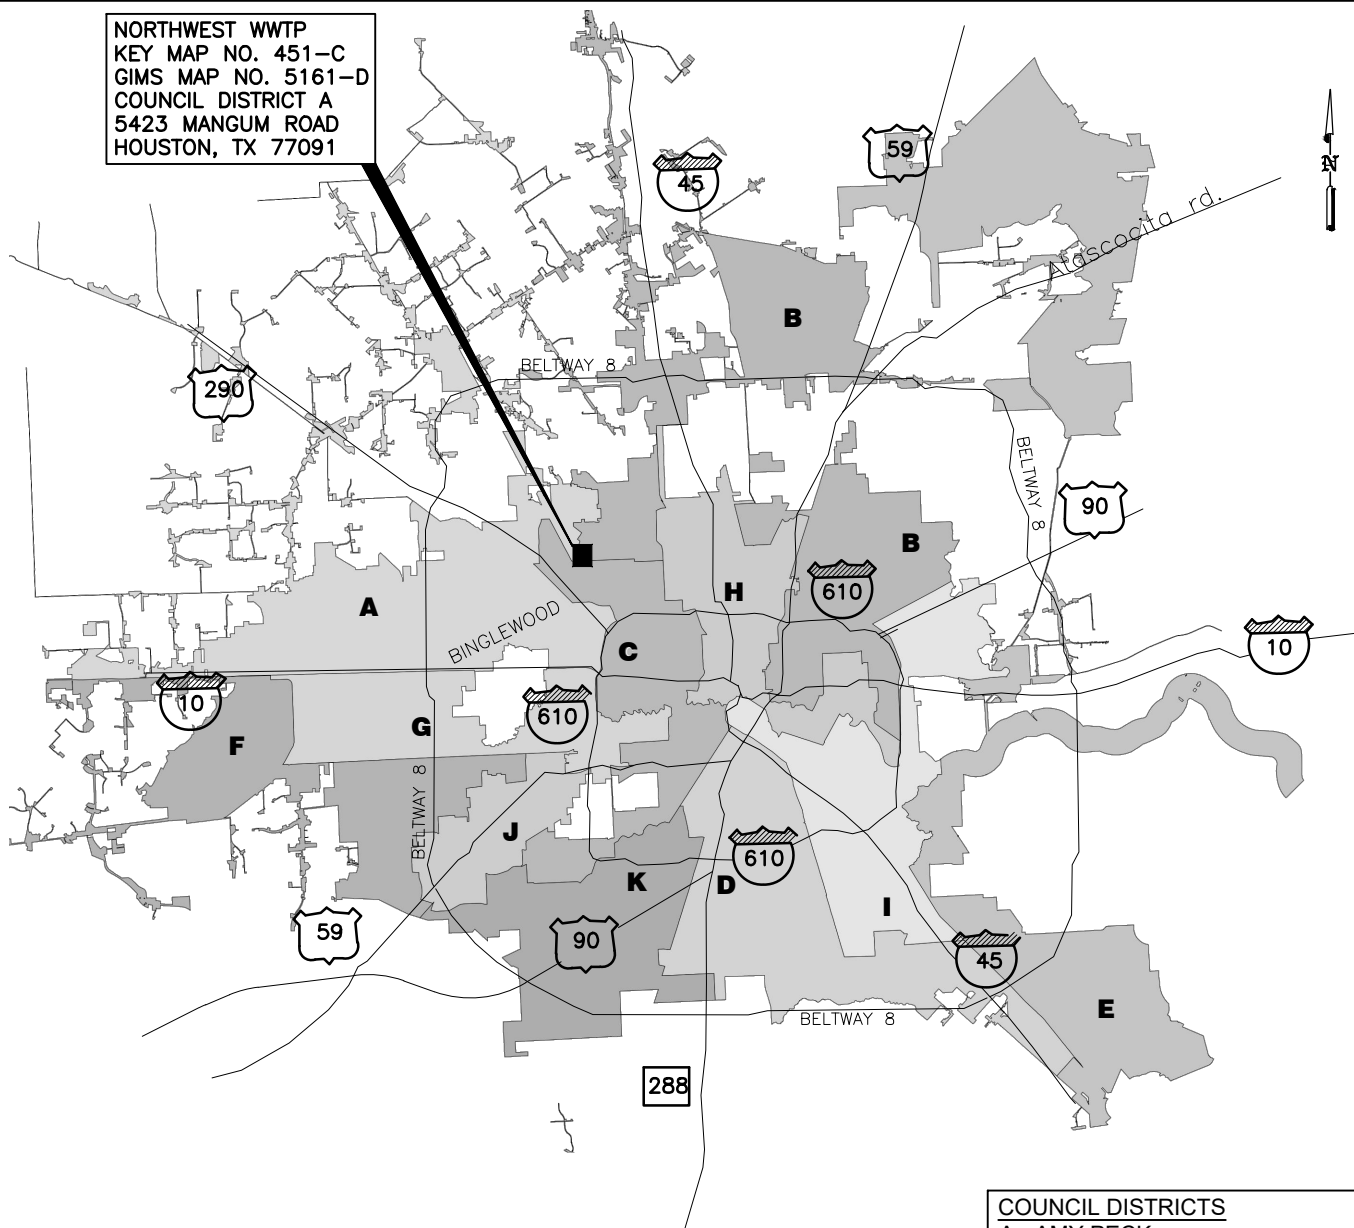 NORTHWEST WWTP
KEY MAP NO. 451-C
GIMS MAP NO. 5161-D
COUNCIL DISTRICT A
5423 MANGUM ROAD
HOUSTON, TX 77091
59
45
N
Atascocita rd.
B
BELTWAY 8
290
BELTWAY 8
90
B
A
H
610
BINGLEWOOD
C
10
10
610
G
F
BELTWAY 8
J
610
K
D
I
59
90
45
E
BELTWAY 8
288
COUNCIL DISTRICTS